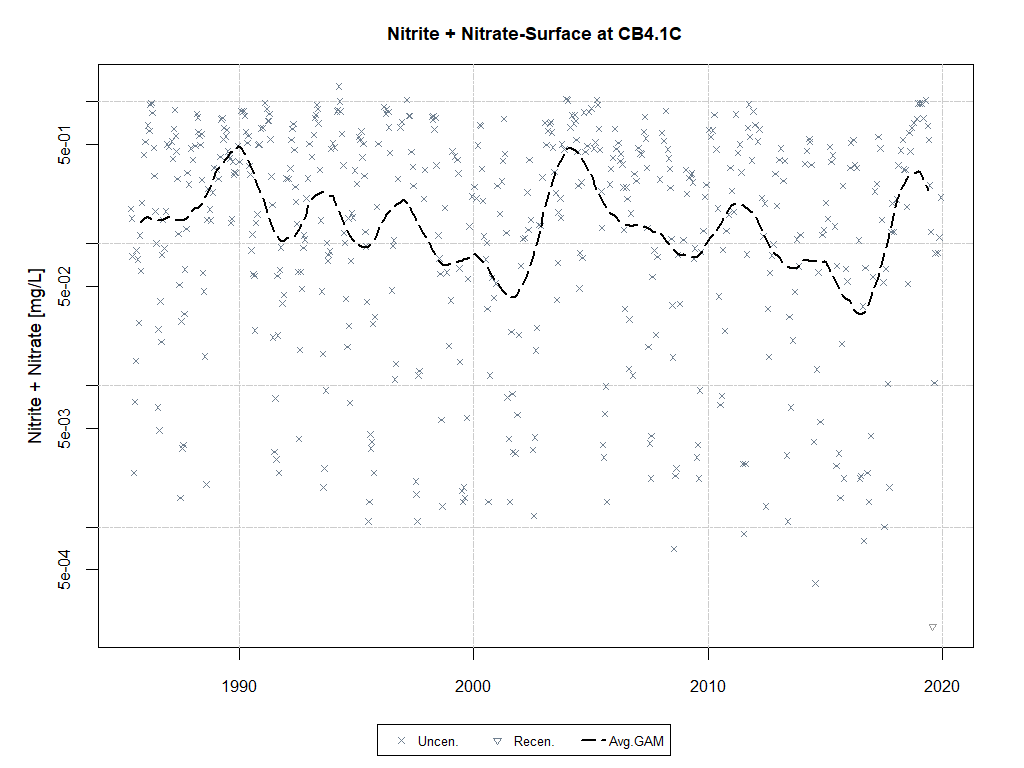 Nitrite + Nitrate-Surface at CB4.1C
Nitrite + Nitrate [mg/L]
5e-01
5e-02
5e-03
5e-04
1990 2000 2010 2020
Uncen. Recen. Avg.GAM